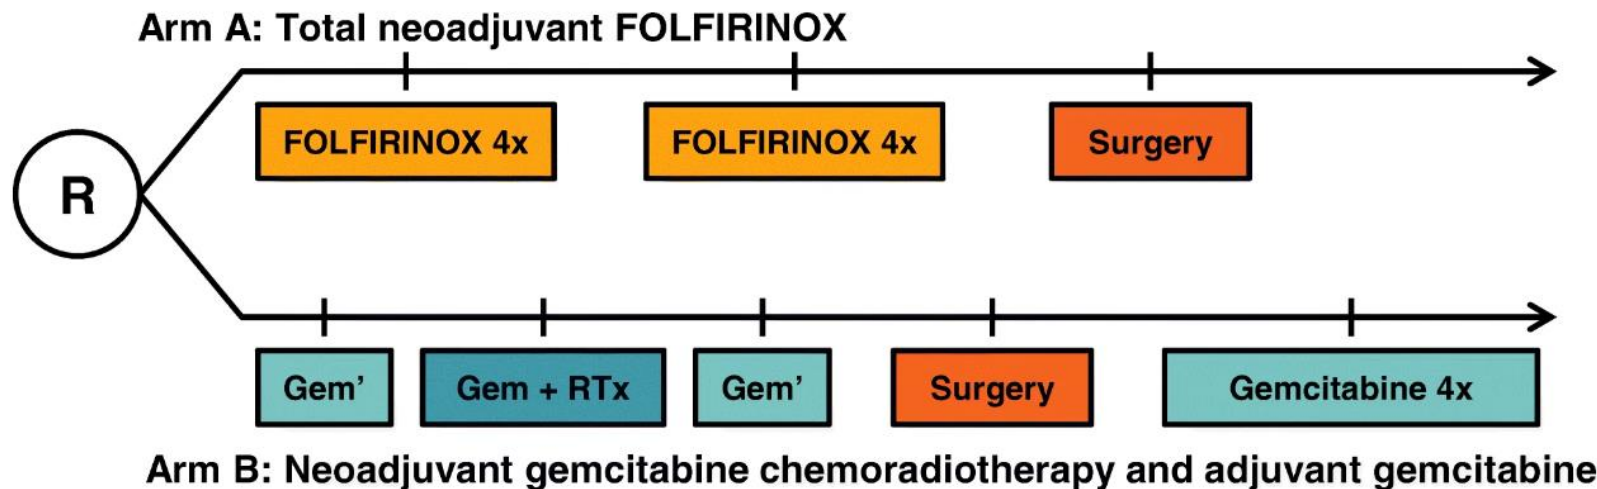 Arm A: Total neoadjuvant FOLFIRINOX
FOLFIRINOX 4x
FOLFIRINOX 4x
Surgery
R
Gem’
Gem + RTx
Gem’
Surgery
Gemcitabine 4x
Arm B: Neoadjuvant gemcitabine chemoradiotherapy and adjuvant gemcitabine